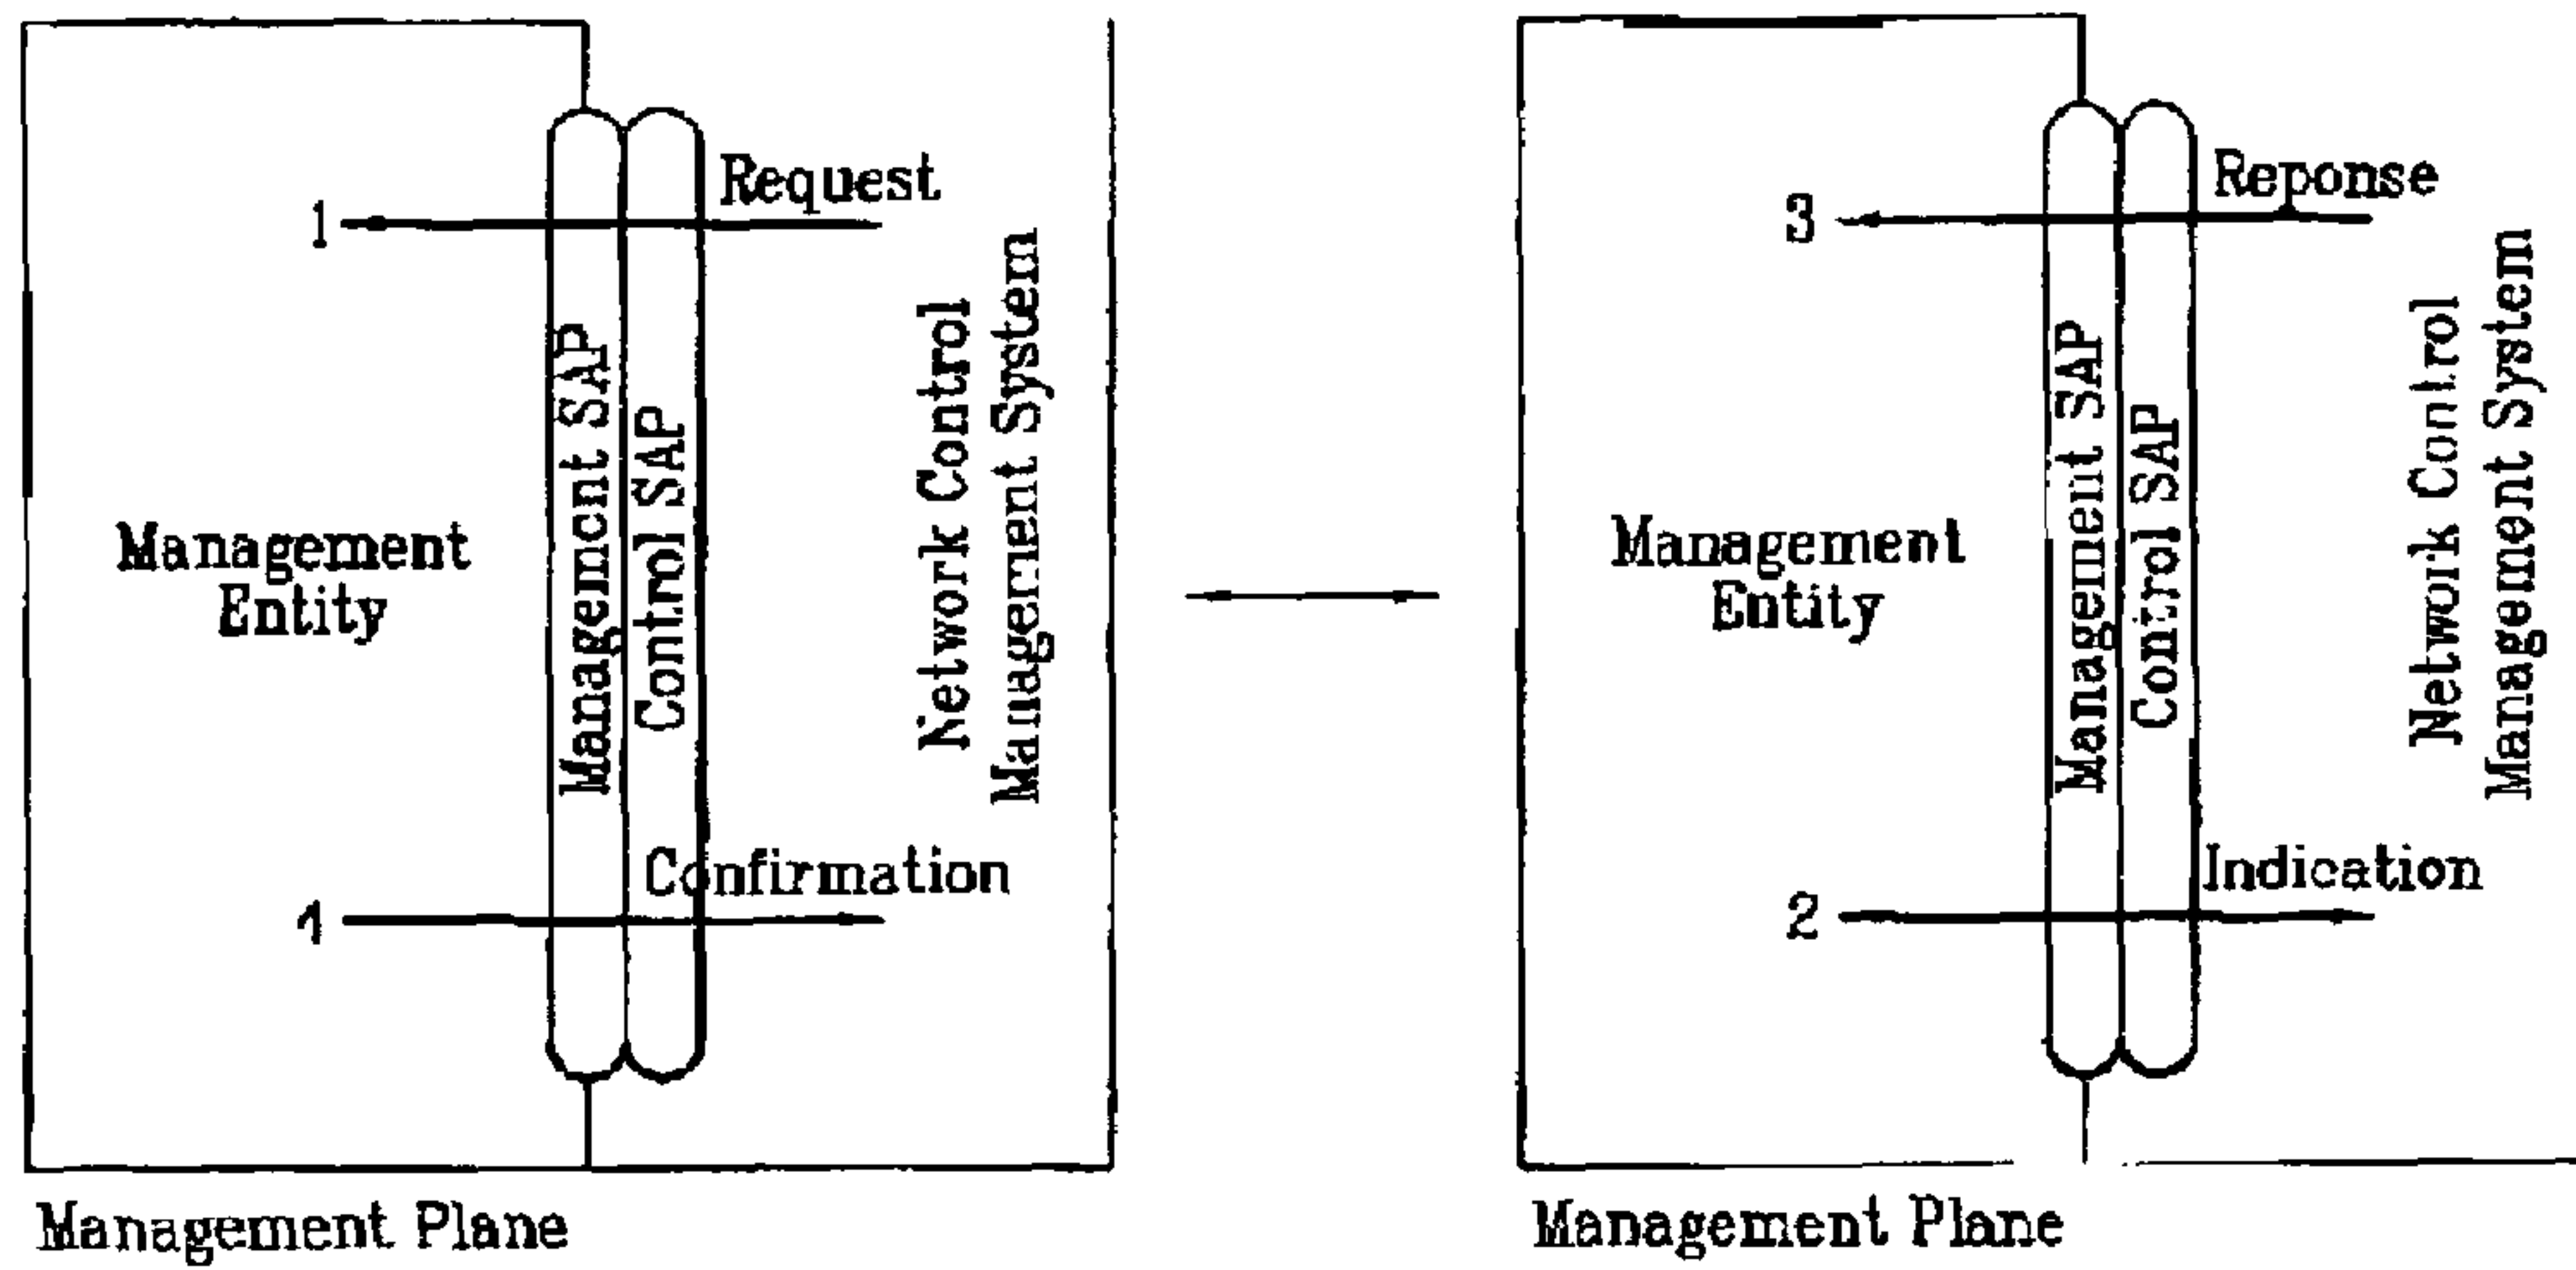 1
Request
Management SAP
Control SAP
Network Control
Management System
Management
Entity
4
Confirmation
Management Plane
3
Reponse
Management SAP
Control SAP
Network Control
Management System
Management
Entity
2
Indication
Management Plane